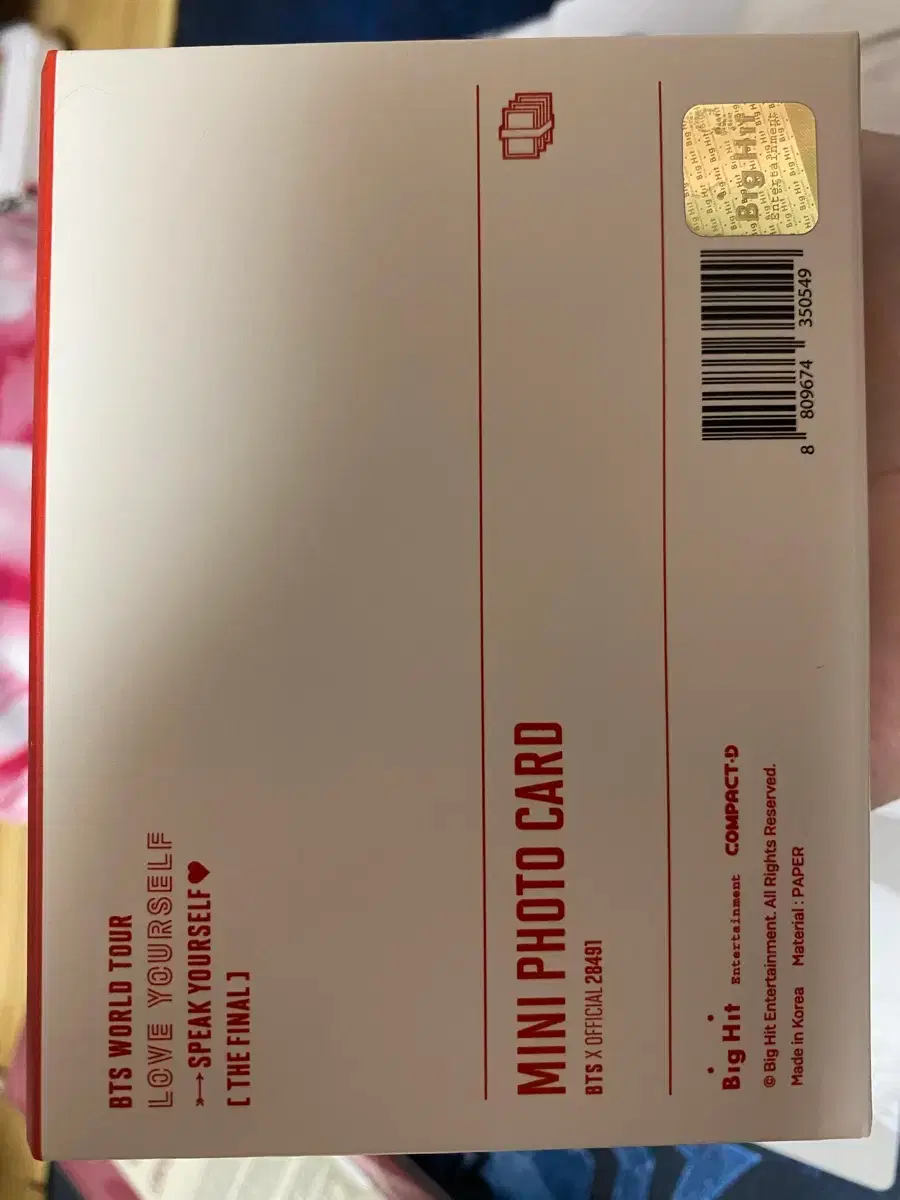 BTS WORLD TOUR
LOVE YOURSELF
SPEAK YOURSELF
[THE FINAL]
MINI PHOTO CARD
BTS X OFFICIAL 28491
Big Hit Entertainment COMPACT·D
© Big Hit Entertainment. All Rights Reserved.
Made in Korea Material : PAPER
Big Hit
Entertainment
8 809674 350549